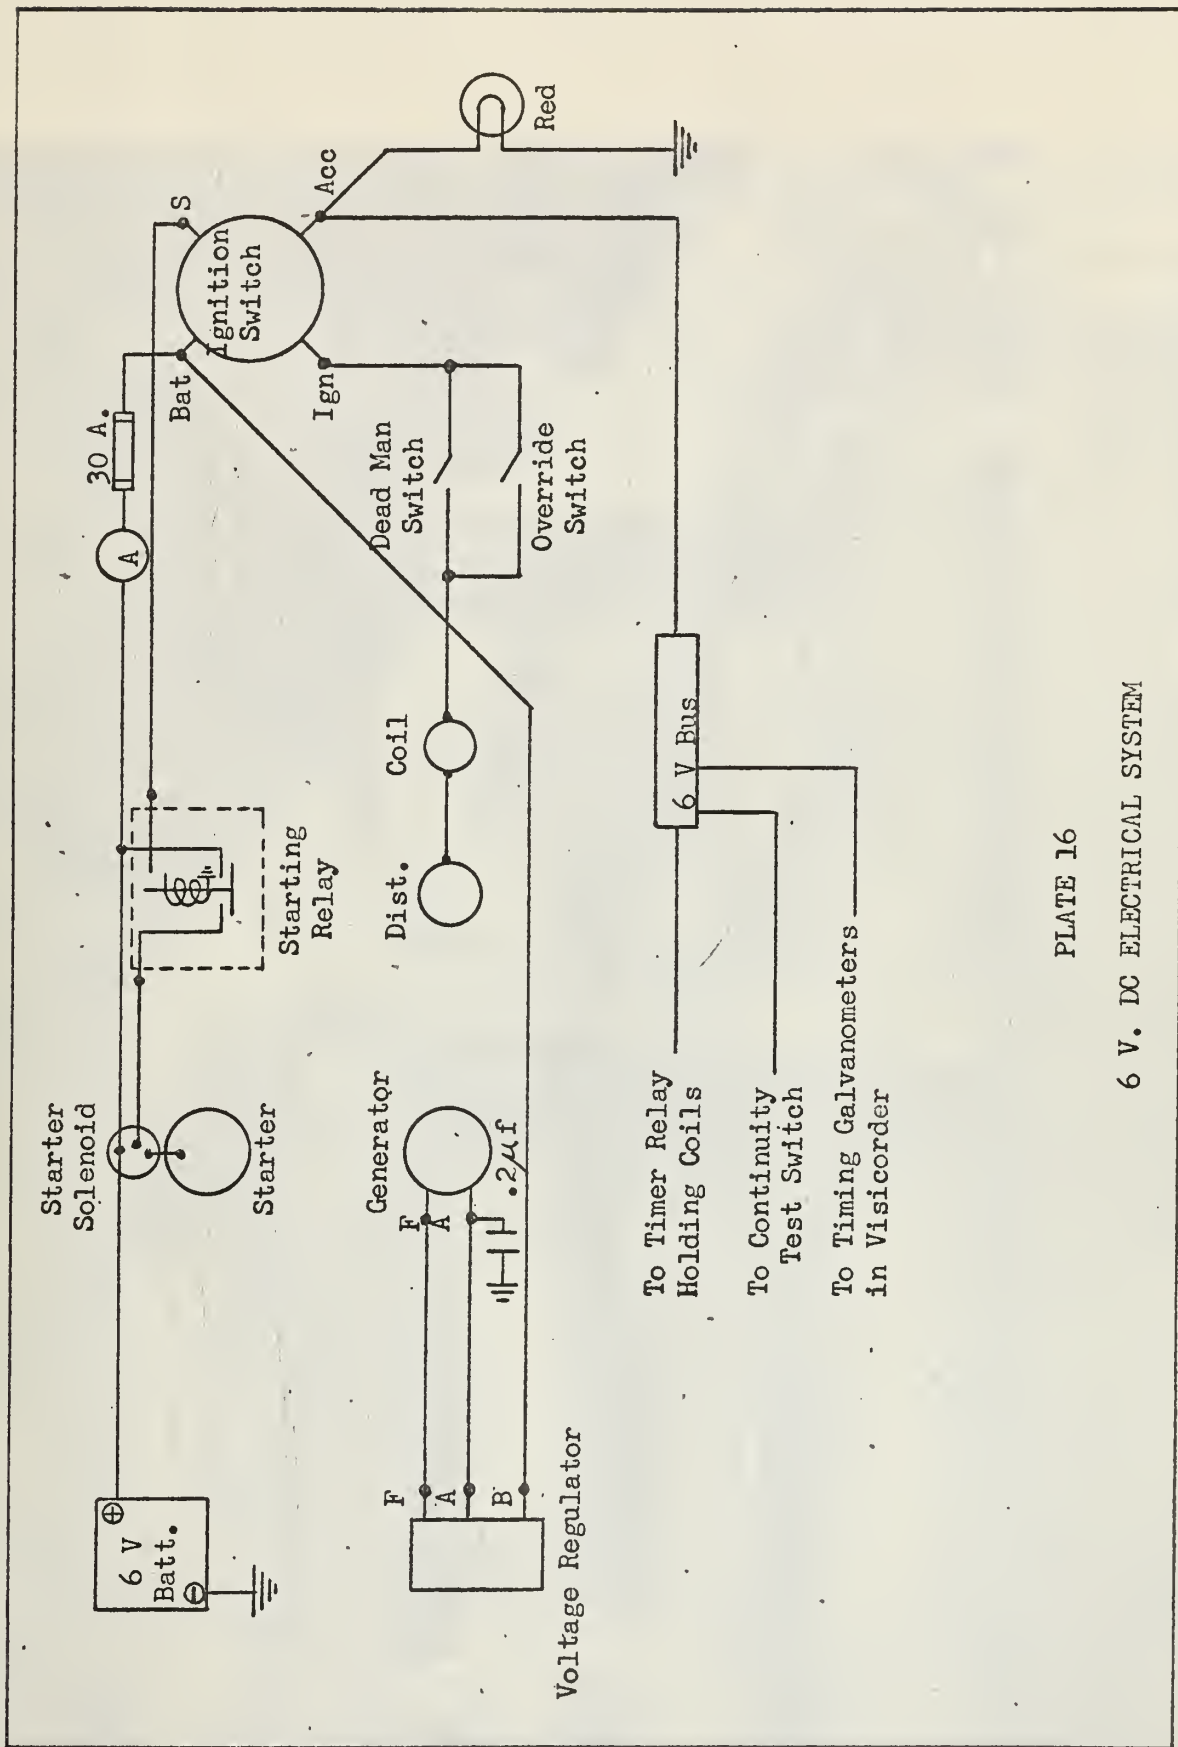 6 V
Batt.
Starter
Solenoid
Starter
Starting
Relay
A
30 A.
Bat
S
Ignition
Switch
Ign
Acc
Red
Dead Man
Switch
Override
Switch
Coil
Dist.
Generator
F
A
.2μf
F
A
B
Voltage Regulator
6 V Bus
To Timer Relay
Holding Coils
To Continuity
Test Switch
To Timing Galvanometers
in Visicorder
PLATE 16
6 V. DC ELECTRICAL SYSTEM